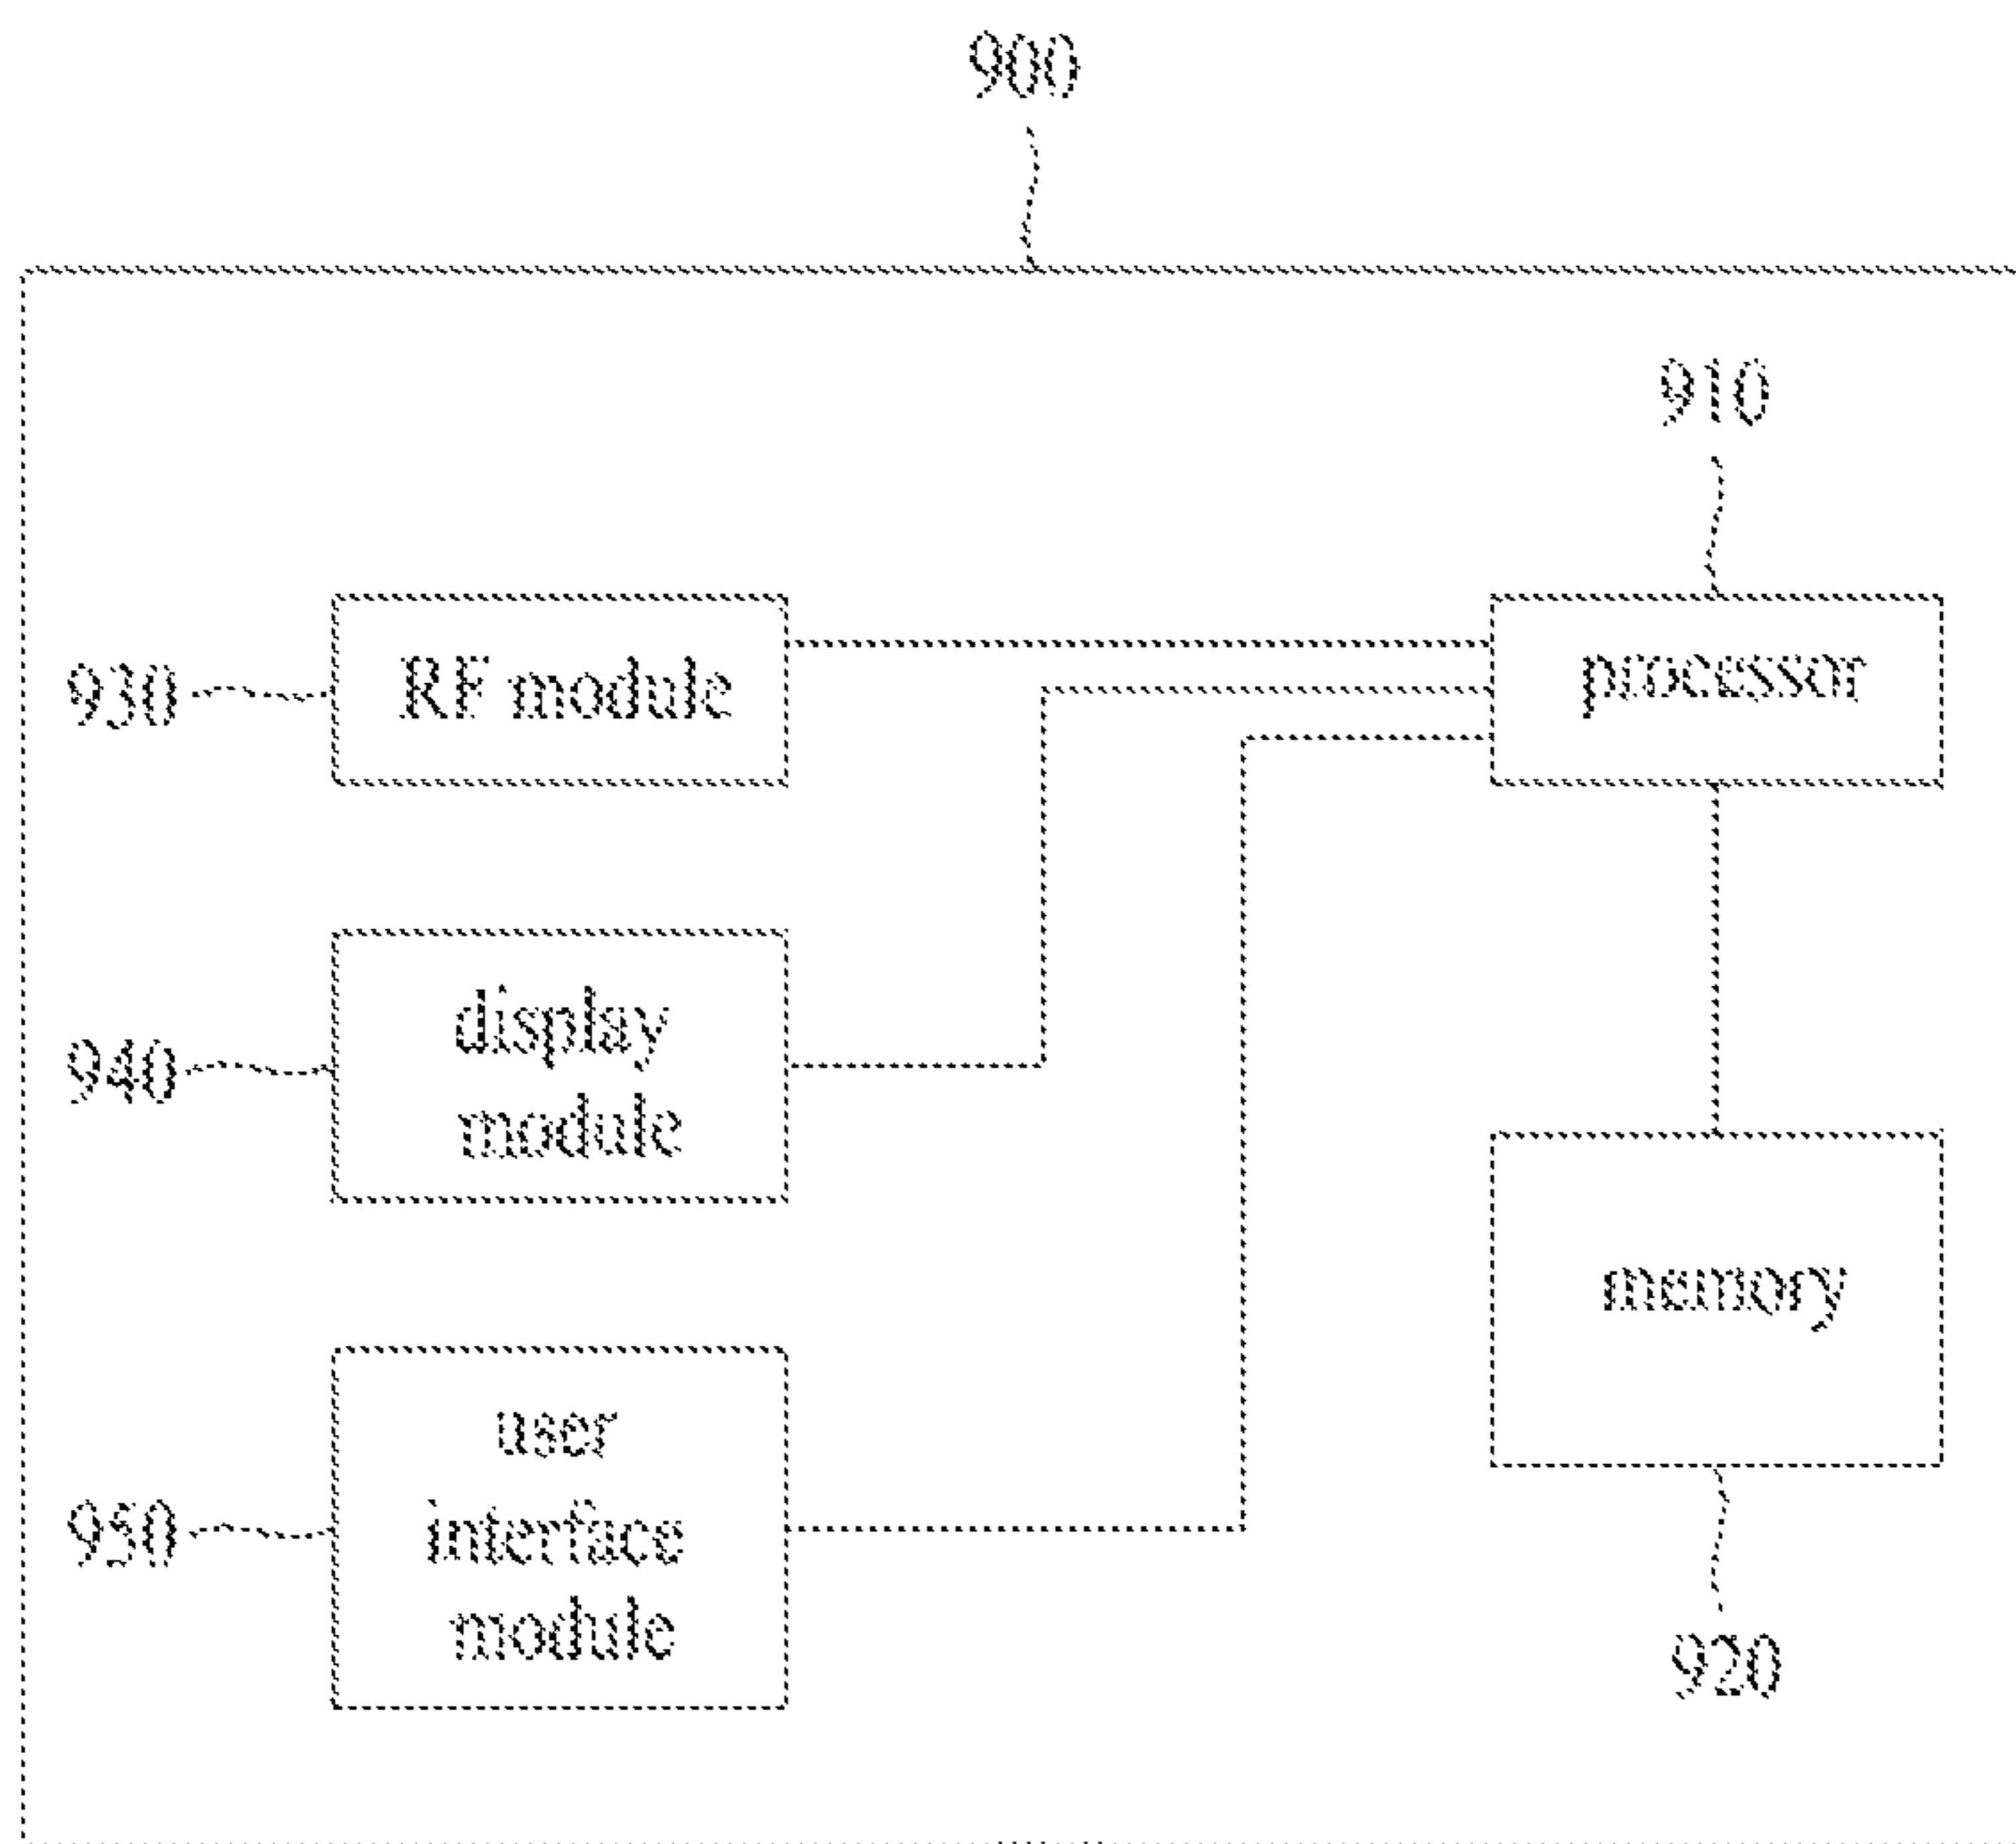 900
910
930
RF module
processor
940
display
module
memory
950
user
interface
module
920